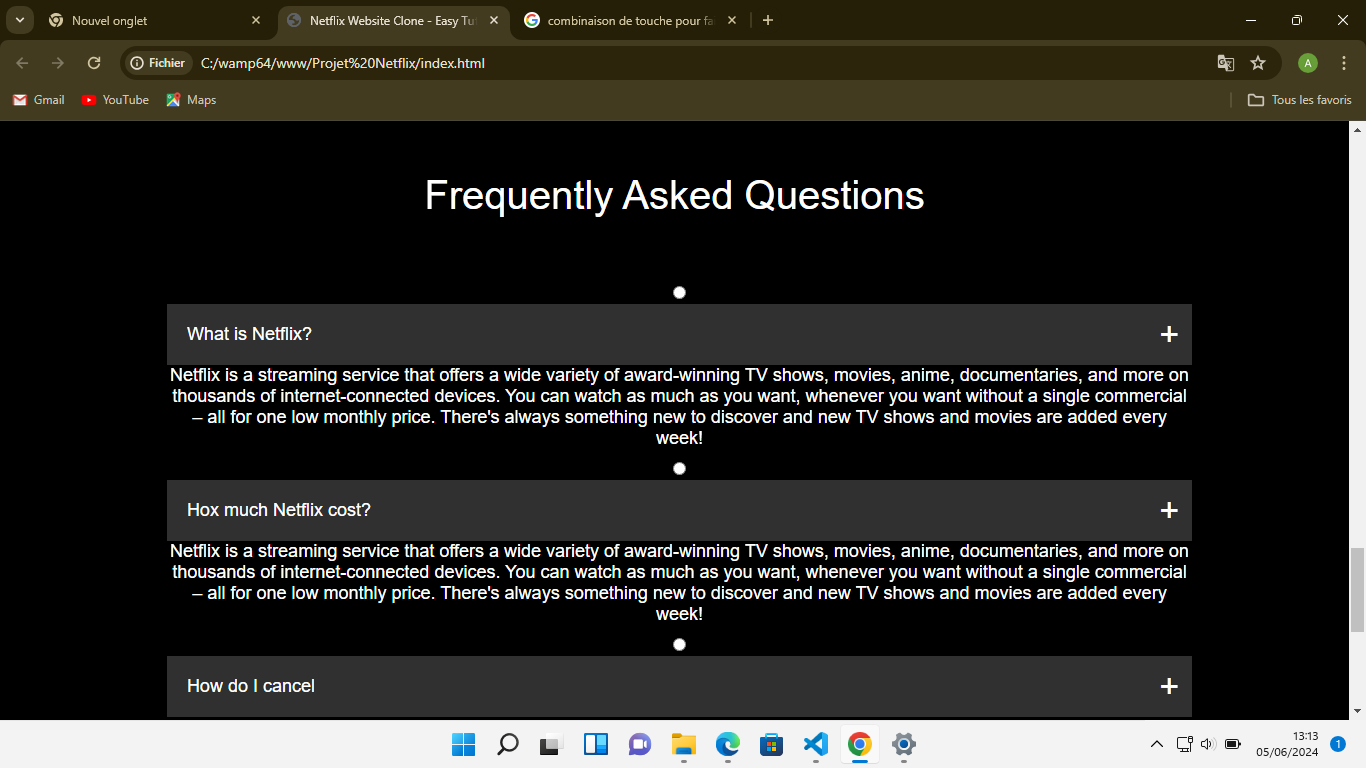 Nouvel onglet
Netflix Website Clone - Easy Tu
combinaison de touche pour fa
Fichier
C:/wamp64/www/Projet%20Netflix/index.html
A
Gmail
YouTube
Maps
Tous les favoris
Frequently Asked Questions
What is Netflix?
+
Netflix is a streaming service that offers a wide variety of award-winning TV shows, movies, anime, documentaries, and more on
thousands of internet-connected devices. You can watch as much as you want, whenever you want without a single commercial
– all for one low monthly price. There's always something new to discover and new TV shows and movies are added every
week!
Hox much Netflix cost?
+
Netflix is a streaming service that offers a wide variety of award-winning TV shows, movies, anime, documentaries, and more on
thousands of internet-connected devices. You can watch as much as you want, whenever you want without a single commercial
– all for one low monthly price. There's always something new to discover and new TV shows and movies are added every
week!
How do I cancel
+
13:13
05/06/2024
1